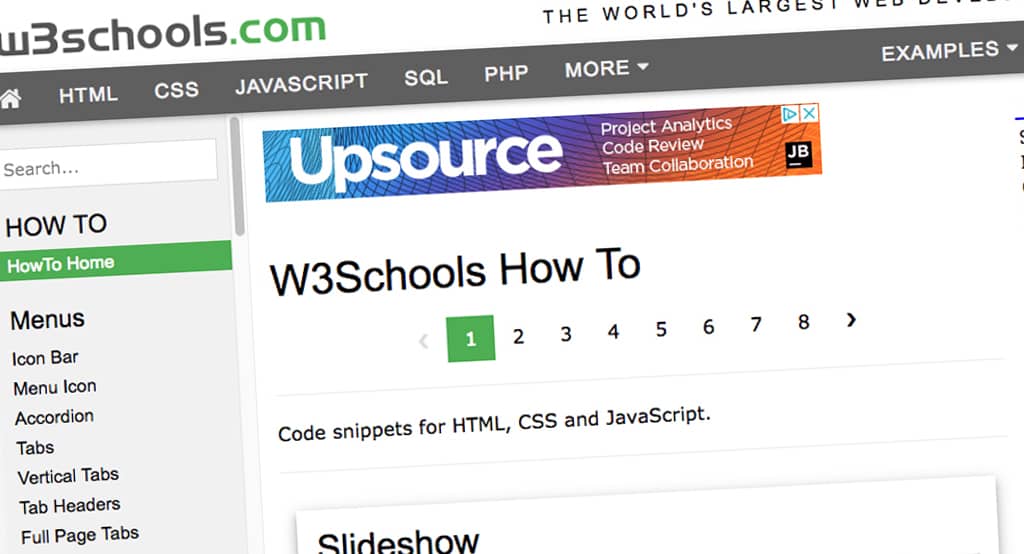 w3schools.com
THE WORLD'S LARGEST WEB
HTML CSS JAVASCRIPT SQL PHP MORE EXAMPLES
Upsource
Project Analytics
Code Review
Team Collaboration
JB
Search...
HOW TO
HowTo Home
W3Schools How To
‹ 1 2 3 4 5 6 7 8 ›
Menus
Icon Bar
Menu Icon
Accordion
Tabs
Vertical Tabs
Tab Headers
Full Page Tabs
Code snippets for HTML, CSS and JavaScript.
Slideshow